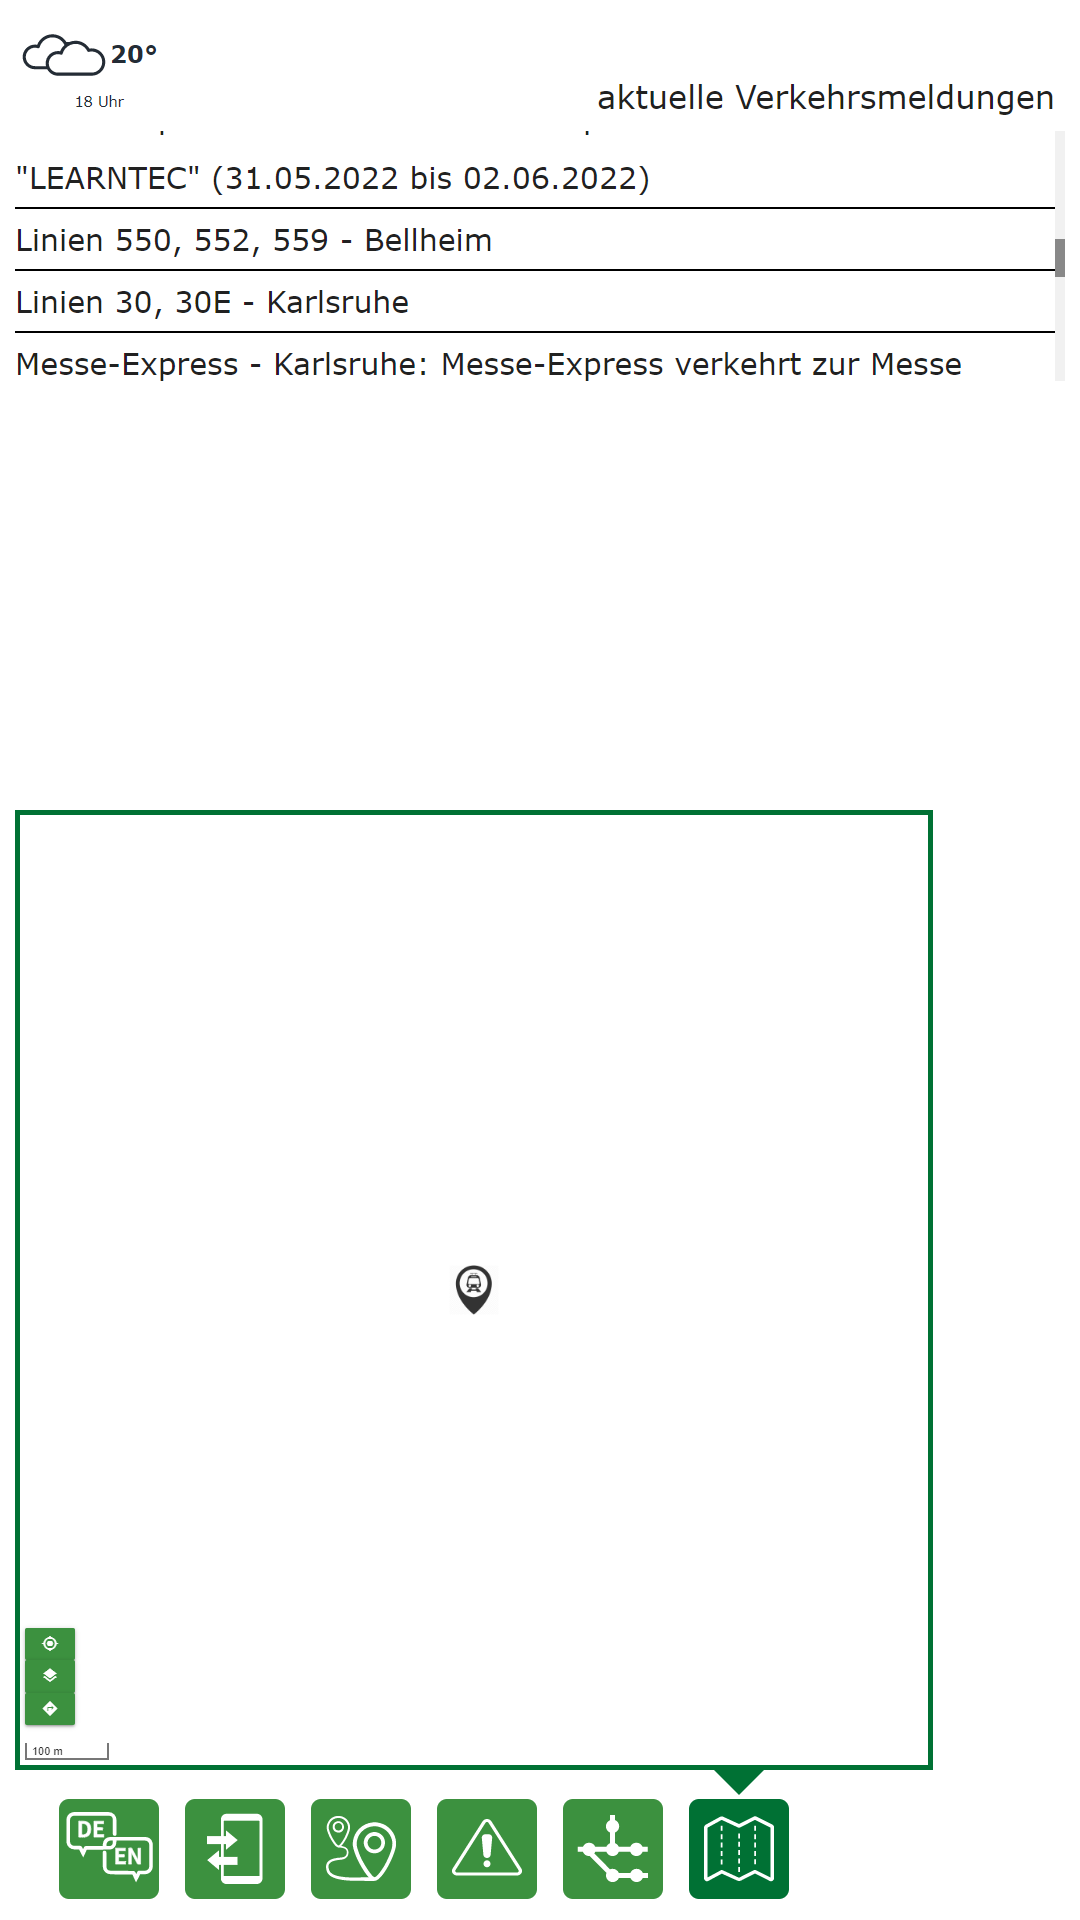 20°
18 Uhr
aktuelle Verkehrsmeldungen
"LEARNTEC" (31.05.2022 bis 02.06.2022)
Linien 550, 552, 559 - Bellheim
Linien 30, 30E - Karlsruhe
Messe-Express - Karlsruhe: Messe-Express verkehrt zur Messe
100 m
DE
EN